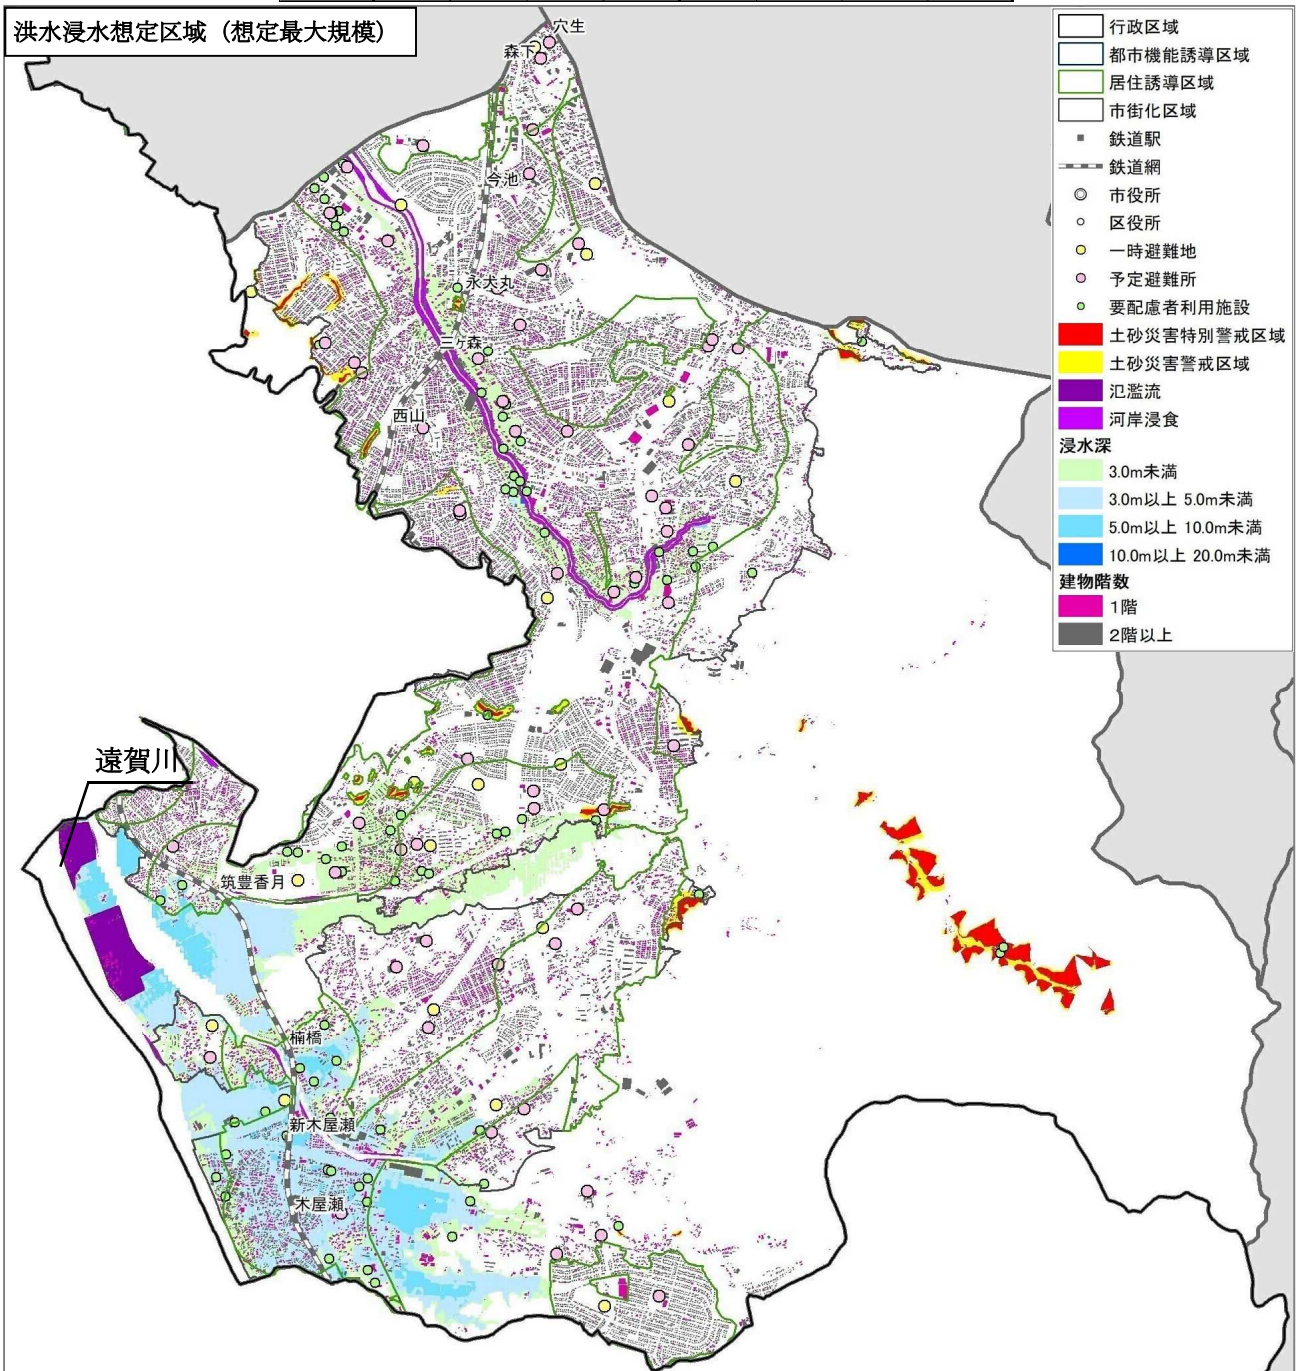 洪水浸水想定区域（想定最大規模）
穴生
森下
今池
永犬丸
三ヶ森
西山
遠賀川
筑豊香月
楠橋
新木屋瀬
木屋瀬
行政区域
都市機能誘導区域
居住誘導区域
市街化区域
鉄道駅
鉄道網
市役所
区役所
一時避難地
予定避難所
要配慮者利用施設
土砂災害特別警戒区域
土砂災害警戒区域
氾濫流
河岸浸食
浸水深
3.0m未満
3.0m以上 5.0m未満
5.0m以上 10.0m未満
10.0m以上 20.0m未満
建物階数
1階
2階以上